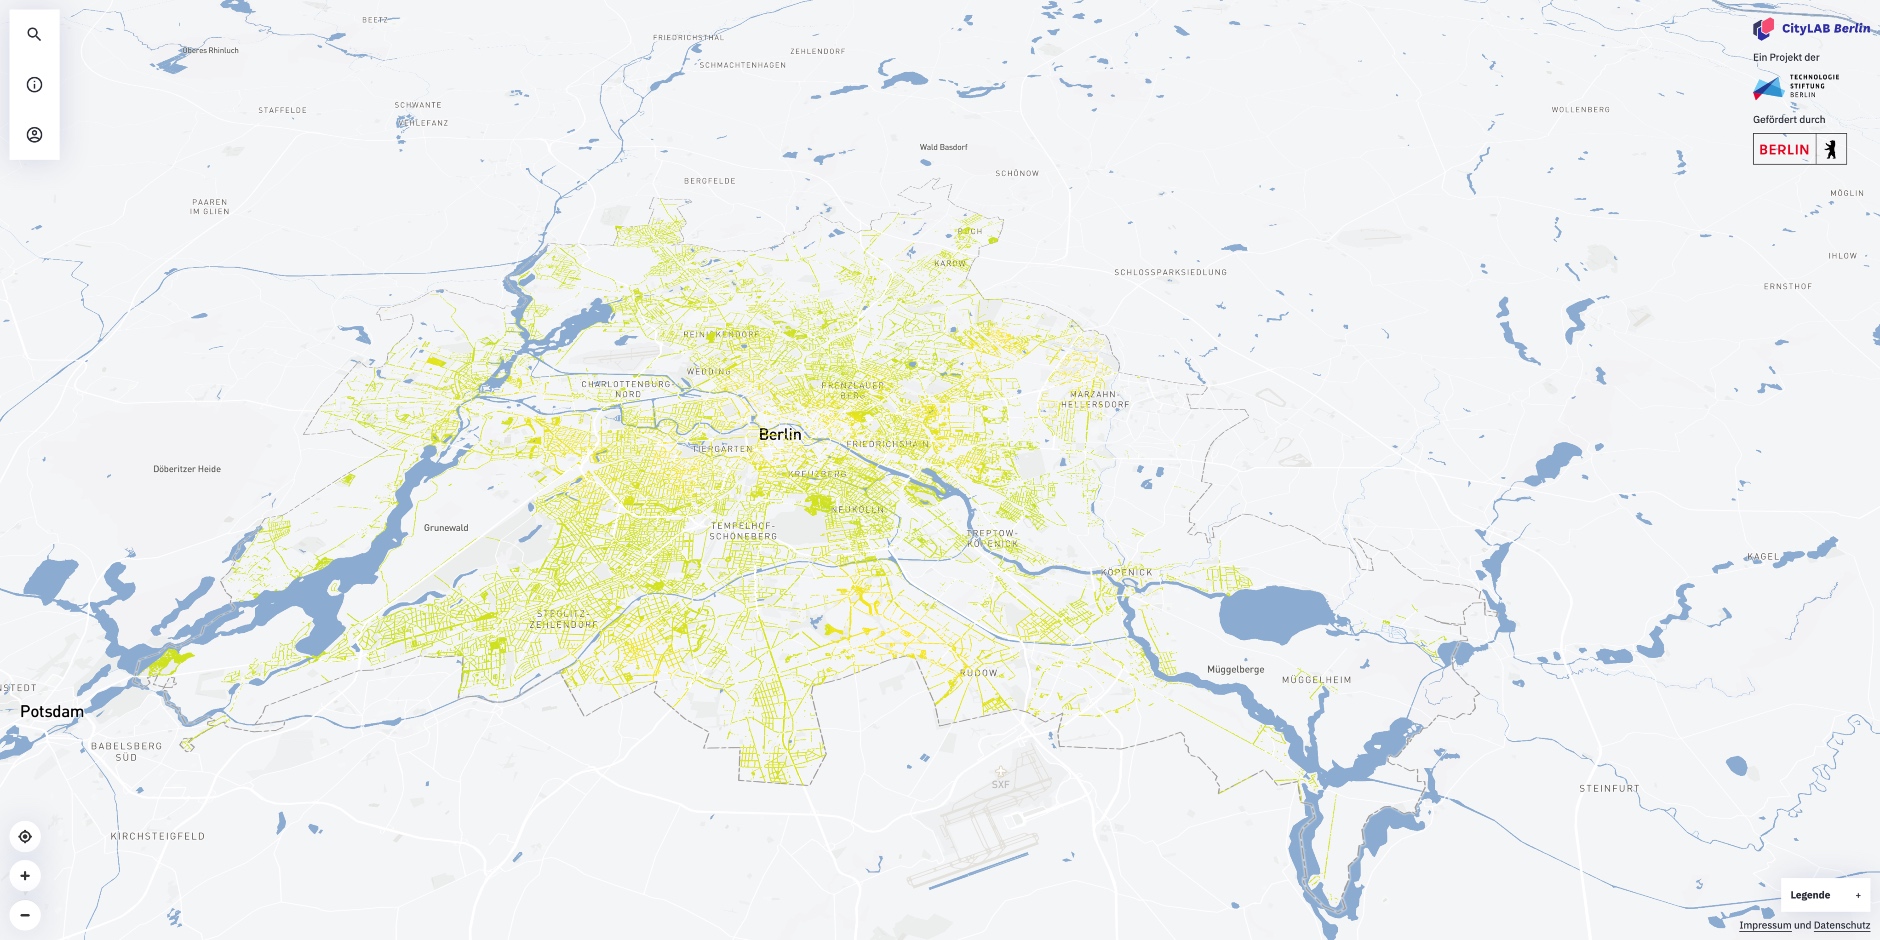 BEETZ
Oberes Rhinluch
FRIEDRICHSTHAL
ZEHLENDORF
SCHMACHTENHAGEN
STAFFELDE
SCHWANTE
VEHLEFANZ
WOLLENBERG
Wald Basdorf
SCHÖNOW
BERGFELDE
MÖGLIN
PAAREN
IM GLIEN
BUCH
KAROW
IHLOW
SCHLOSSPARKSIEDLUNG
ERNSTHOF
REINICKENDORF
WEDDING
CHARLOTTENBURG-
NORD
PRENZLAUER
BERG
MARZAHN-
HELLERSDORF
Berlin
FRIEDRICHSHAIN
TIERGARTEN
Döberitzer Heide
KREUZBERG
NEUKÖLLN
Grunewald
TEMPELHOF-
SCHÖNEBERG
TREPTOW-
KÖPENICK
KAGEL
KÖPENICK
STEGLITZ-
ZEHLENDORF
RUDOW
Müggelberge
MÜGGELHEIM
NSTEDT
Potsdam
BABELSBERG
SÜD
SXF
STEINFURT
KIRCHSTEIGFELD
CityLAB Berlin
Ein Projekt der
TECHNOLOGIE
STIFTUNG
BERLIN
Gefördert durch
BERLIN
Legende +
Impressum und Datenschutz